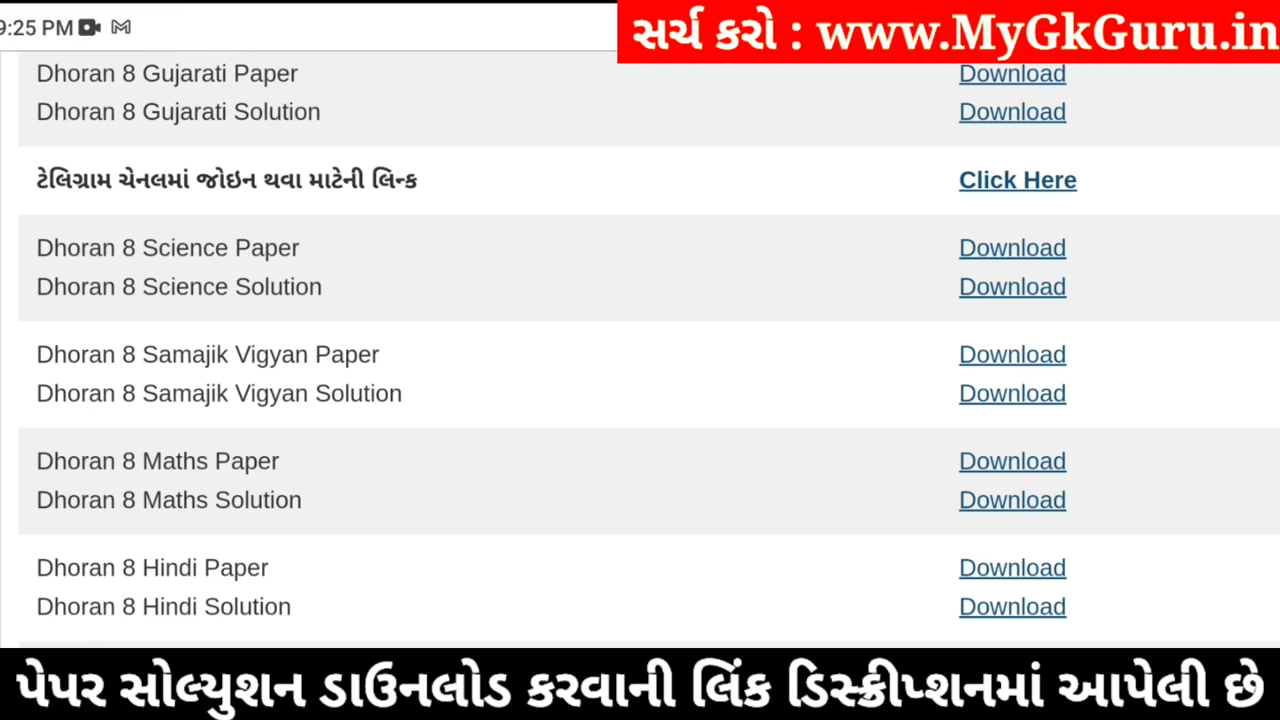 9:25 PM
સર્ચ કરો : www.MyGkGuru.in
Dhoran 8 Gujarati Paper Download
Dhoran 8 Gujarati Solution Download
ટેલિગ્રામ ચેનલમાં જોઇન થવા માટેની લિન્ક Click Here
Dhoran 8 Science Paper Download
Dhoran 8 Science Solution Download
Dhoran 8 Samajik Vigyan Paper Download
Dhoran 8 Samajik Vigyan Solution Download
Dhoran 8 Maths Paper Download
Dhoran 8 Maths Solution Download
Dhoran 8 Hindi Paper Download
Dhoran 8 Hindi Solution Download
પેપર સોલ્યુશન ડાઉનલોડ કરવાની લિંક ડિસ્ક્રીપ્શનમાં આપેલી છે